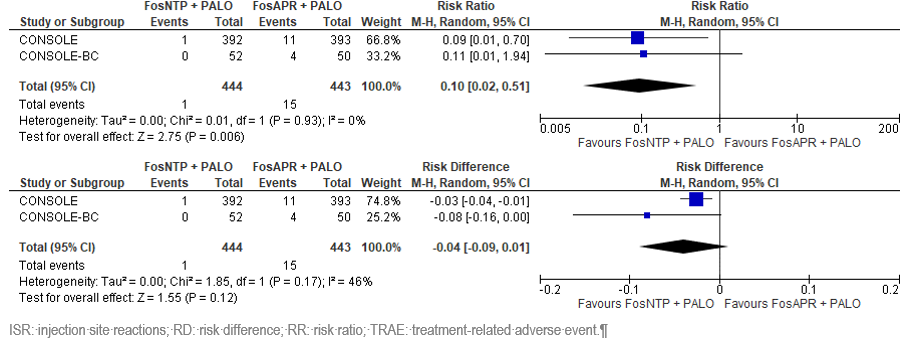 FosNTP + PALO FosAPR + PALO Risk Ratio Risk Ratio
Study or Subgroup Events Total Events Total Weight M-H, Random, 95% CI M-H, Random, 95% CI
CONSOLE 1 392 11 393 66.8% 0.09 [0.01, 0.70]
CONSOLE-BC 0 52 4 50 33.2% 0.11 [0.01, 1.94]
Total (95% CI) 444 443 100.0% 0.10 [0.02, 0.51]
Total events 1 15
Heterogeneity: Tau² = 0.00; Chi² = 0.01, df = 1 (P = 0.93); I² = 0%
Test for overall effect: Z = 2.75 (P = 0.006)
0.005 0.1 1 10 200
Favours FosNTP + PALO Favours FosAPR + PALO
FosNTP + PALO FosAPR + PALO Risk Difference Risk Difference
Study or Subgroup Events Total Events Total Weight M-H, Random, 95% CI M-H, Random, 95% CI
CONSOLE 1 392 11 393 74.8% -0.03 [-0.04, -0.01]
CONSOLE-BC 0 52 4 50 25.2% -0.08 [-0.16, 0.00]
Total (95% CI) 444 443 100.0% -0.04 [-0.09, 0.01]
Total events 1 15
Heterogeneity: Tau² = 0.00; Chi² = 1.85, df = 1 (P = 0.17); I² = 46%
Test for overall effect: Z = 1.55 (P = 0.12)
-0.2 -0.1 0 0.1 0.2
Favours FosNTP + PALO Favours FosAPR + PALO
ISR:·injection·site·reactions;·RD:·risk·difference;·RR:·risk·ratio;·TRAE:·treatment-related·adverse·event.¶